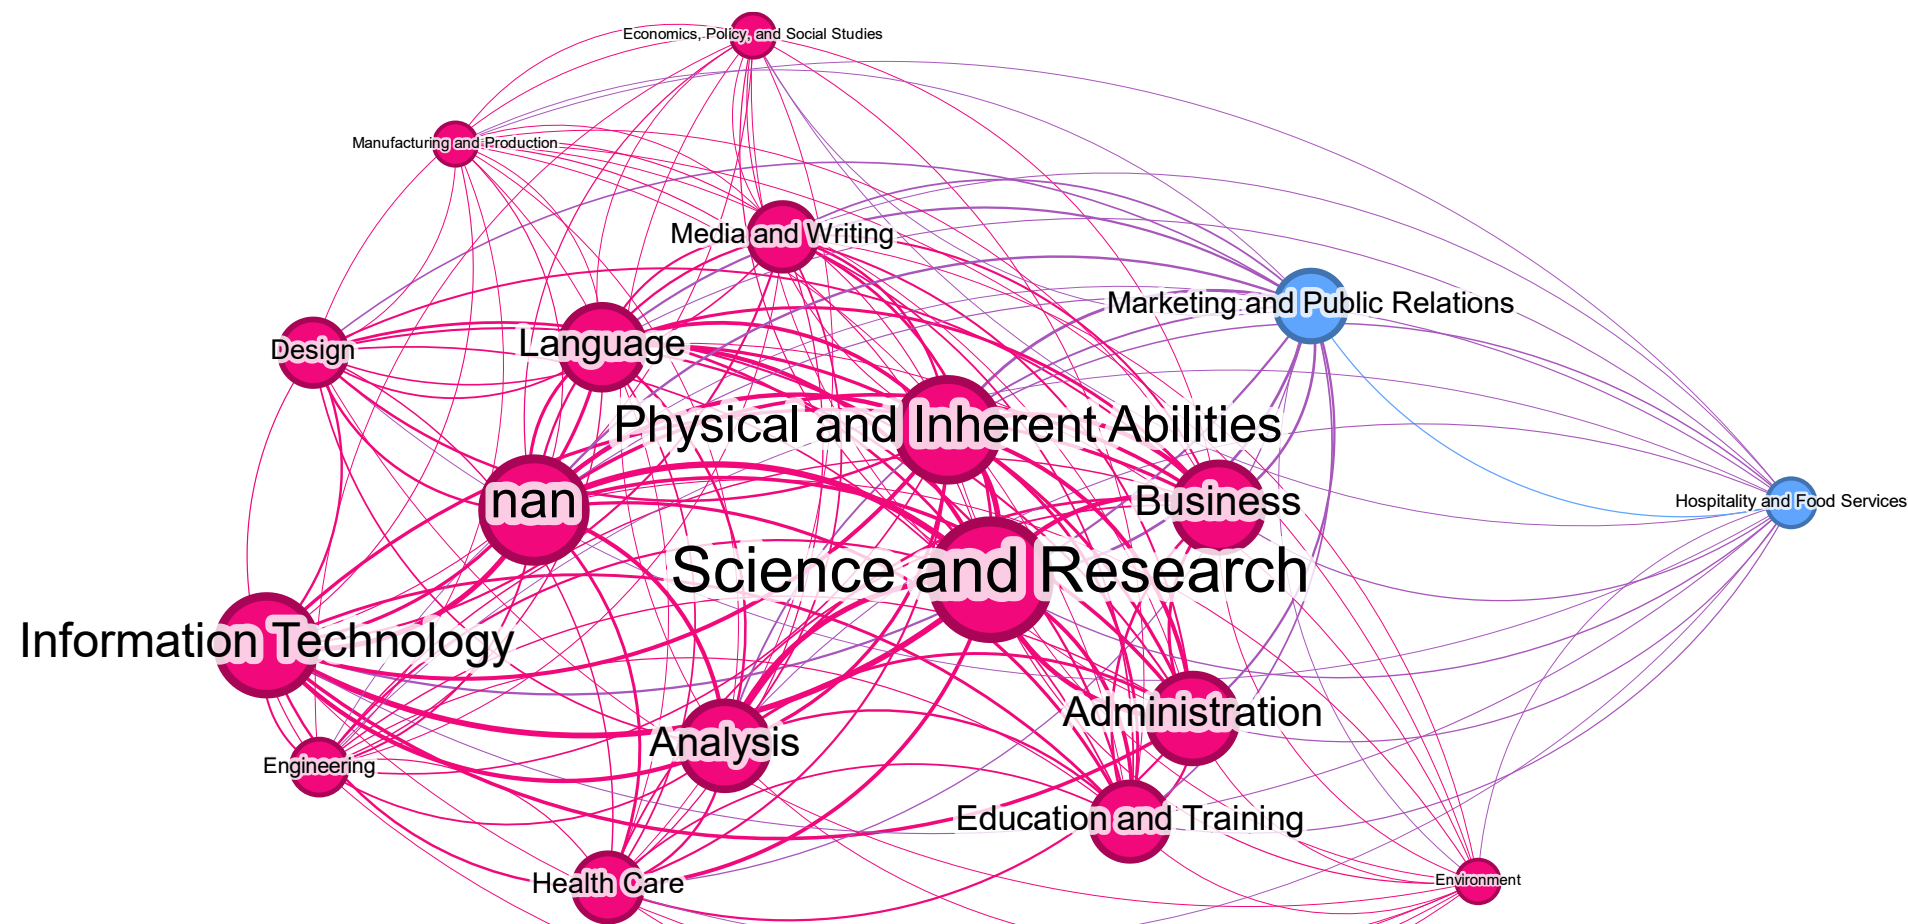 Economics, Policy, and Social Studies
Manufacturing and Production
Media and Writing
Marketing and Public Relations
Design
Language
Physical and Inherent Abilities
nan
Business
Hospitality and Food Services
Science and Research
Information Technology
Administration
Analysis
Engineering
Education and Training
Health Care
Environment